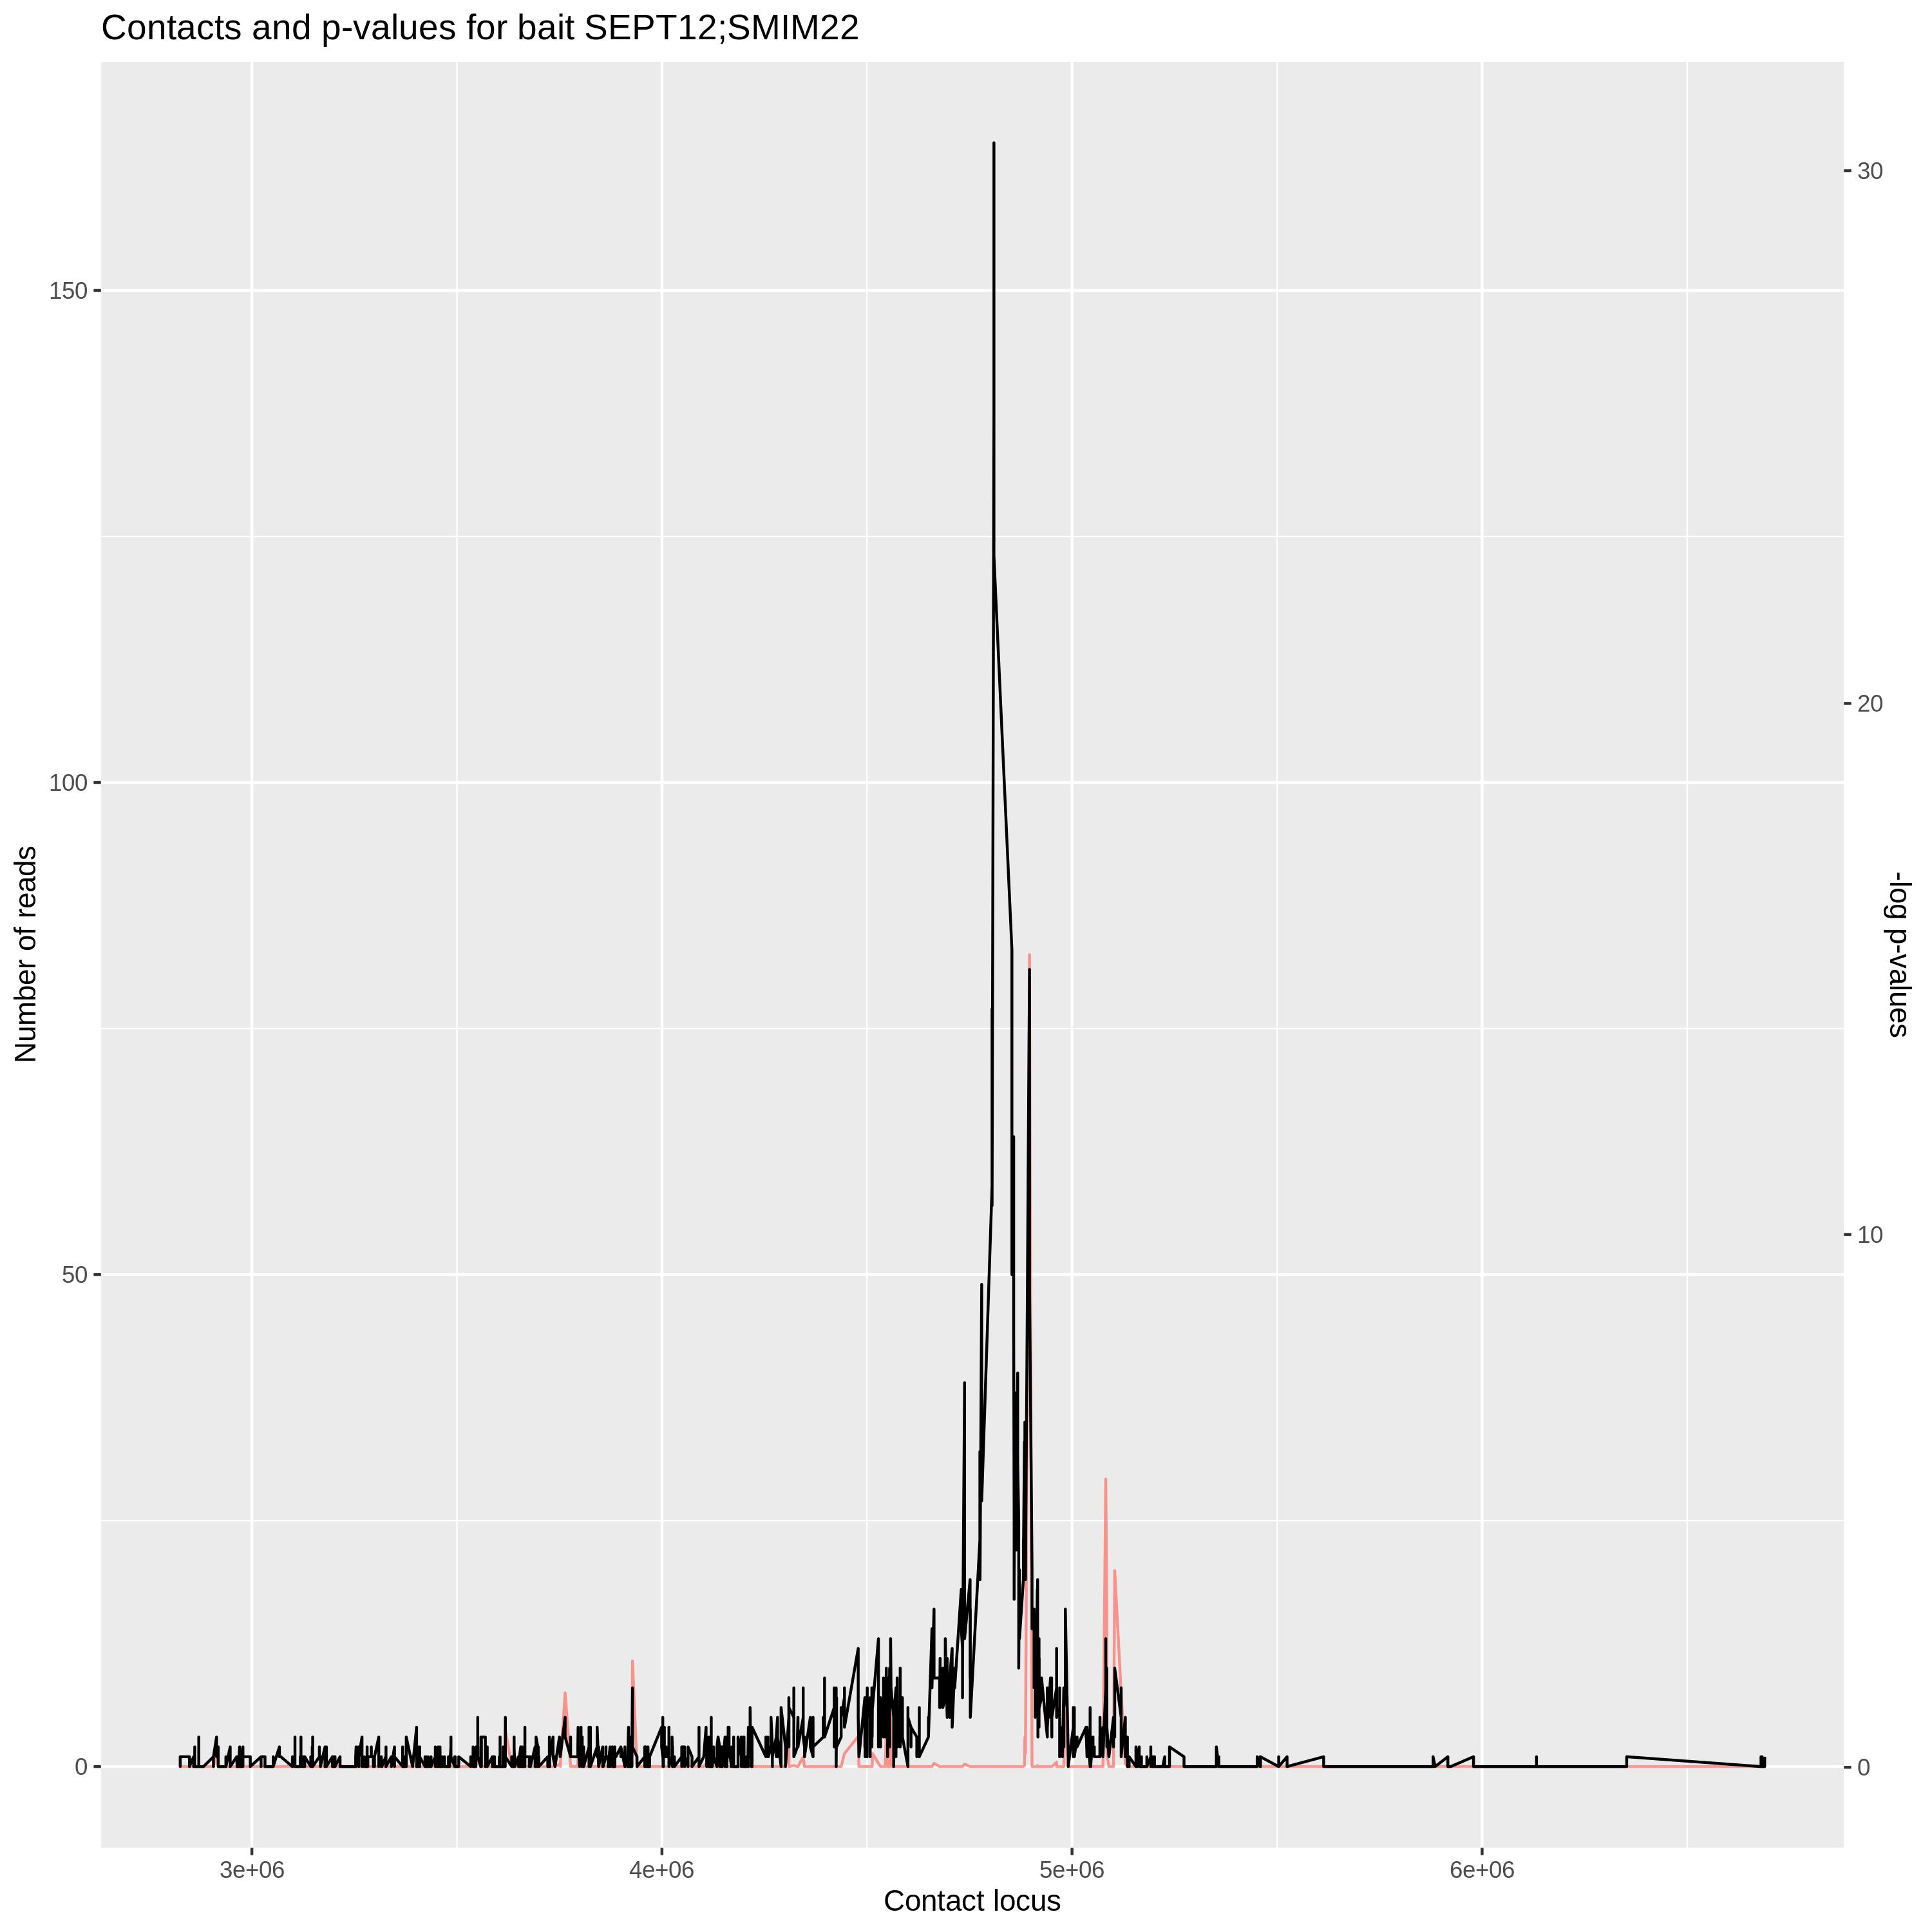 Contacts and p-values for bait SEPT12;SMIM22
150
100
50
0
Number of reads
30
20
10
0
-log p-values
3e+06
4e+06
5e+06
6e+06
Contact locus